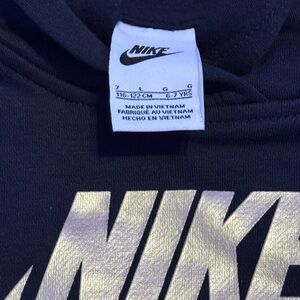 NIKE
7 L G G
116-122 CM 6-7 YRS
MADE IN VIETNAM
FABRIQUÉ AU VIETNAM
HECHO EN VIETNAM
NIKE